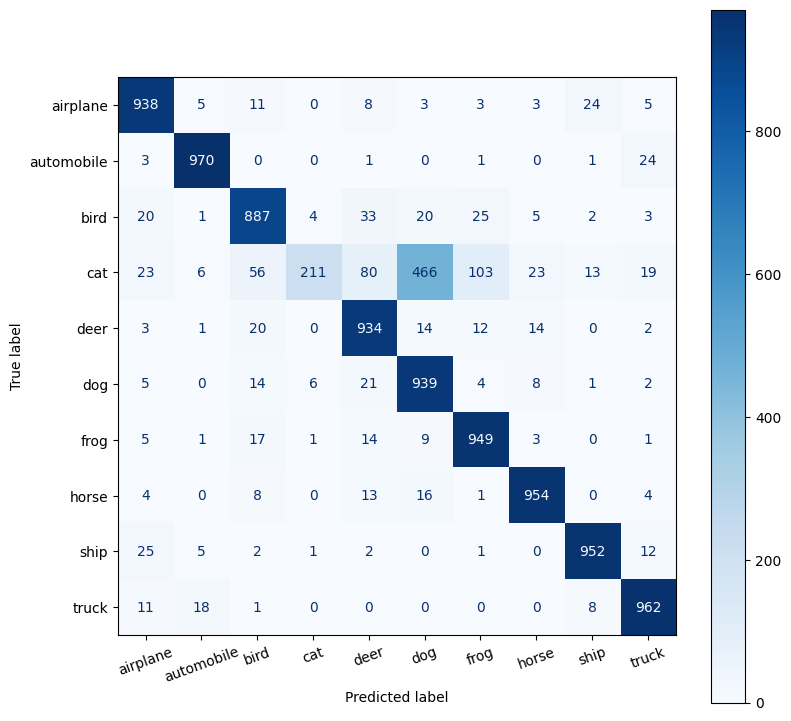 airplane 938 5 11 0 8 3 3 3 24 5
automobile 3 970 0 0 1 0 1 0 1 24
bird 20 1 887 4 33 20 25 5 2 3
cat 23 6 56 211 80 466 103 23 13 19
deer 3 1 20 0 934 14 12 14 0 2
dog 5 0 14 6 21 939 4 8 1 2
frog 5 1 17 1 14 9 949 3 0 1
horse 4 0 8 0 13 16 1 954 0 4
ship 25 5 2 1 2 0 1 0 952 12
truck 11 18 1 0 0 0 0 0 8 962
airplane automobile bird cat deer dog frog horse ship truck
Predicted label
True label
800
600
400
200
0